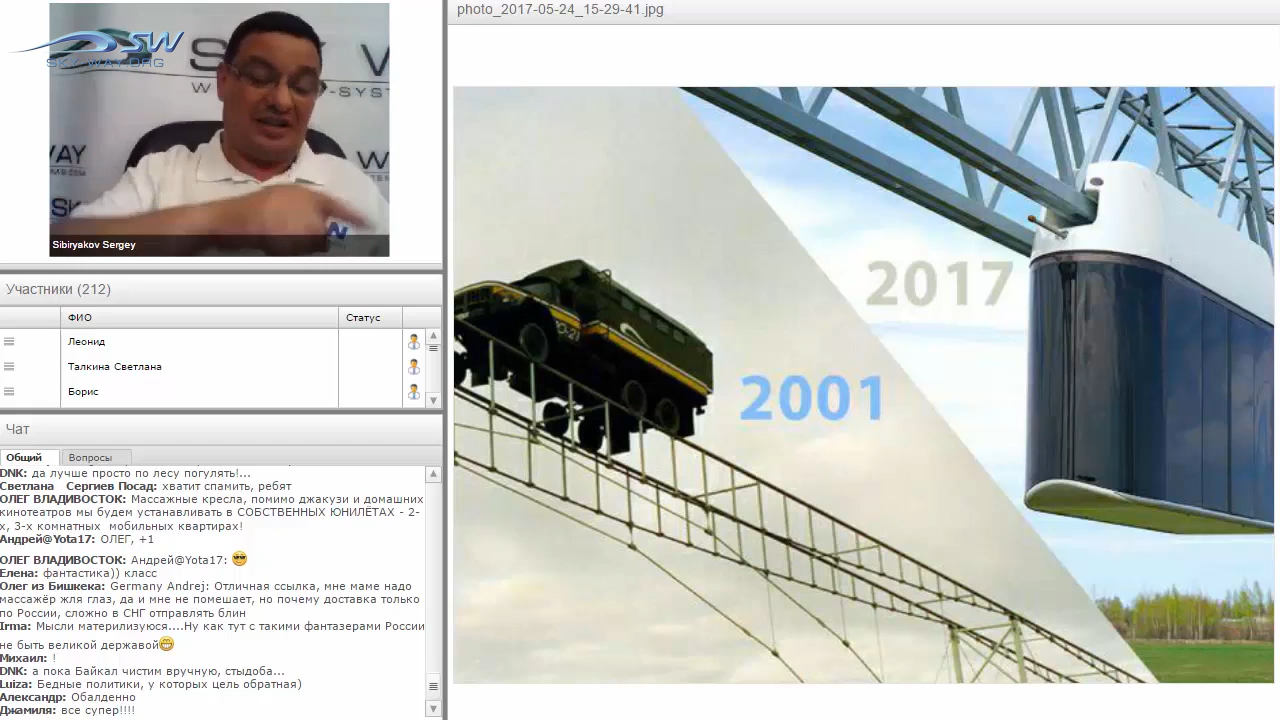 photo_2017-05-24_15-29-41.jpg
SW
SKY WAY.ORG
Sibiryakov Sergey
Участники (212)
ФИО
Статус
Леонид
Талкина Светлана
Борис
Чат
Общий
Вопросы
DNK: да лучше просто по лесу погулять!...
Светлана Сергиев Посад: хватит спамить, ребят
ОЛЕГ ВЛАДИВОСТОК: Массажные кресла, помимо джакузи и домашних
кинотеатров мы будем устанавливать в СОБСТВЕННЫХ ЮНИЛЁТАХ - 2-
х, 3-х комнатных мобильных квартирах!
Андрей@Yota17: ОЛЕГ, +1
ОЛЕГ ВЛАДИВОСТОК: Андрей@Yota17: 😎
Елена: фантастика)) класс
Олег из Бишкека: Germany Andrej: Отличная ссылка, мне маме надо
массажёр жля глаз, да и мне не помешает, но почему доставка только
по России, сложно в СНГ отправлять блин
Irma: Мысли материлизуюся....Ну как тут с такими фантазерами России
не быть великой державой😁
Михаил: !
DNK: а пока Байкал чистим вручную, стыдоба...
Luiza: Бедные политики, у которых цель обратная)
Александр: Обалденно
Джамиля: все супер!!!!
2017
2001